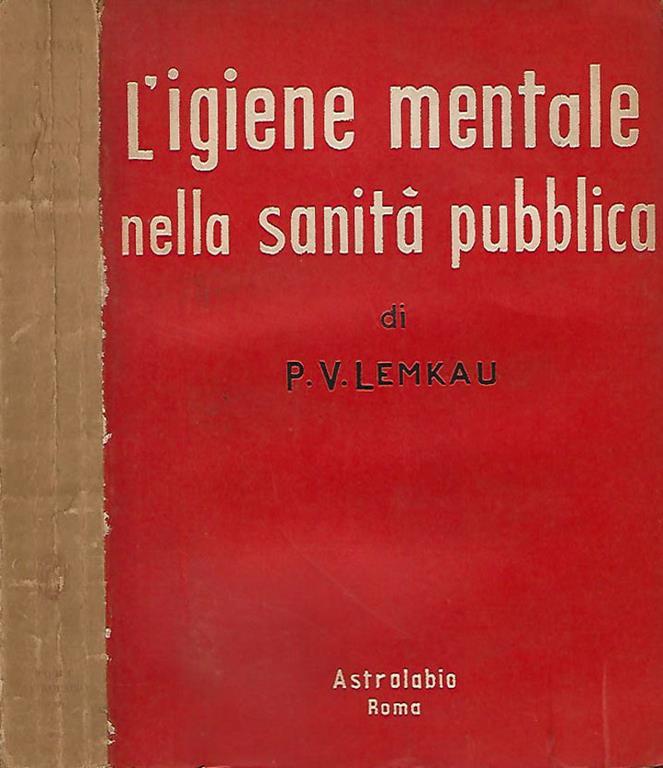 L'igiene mentale
nella sanità pubblica
di
P. V. LEMKAU
Astrolabio
Roma